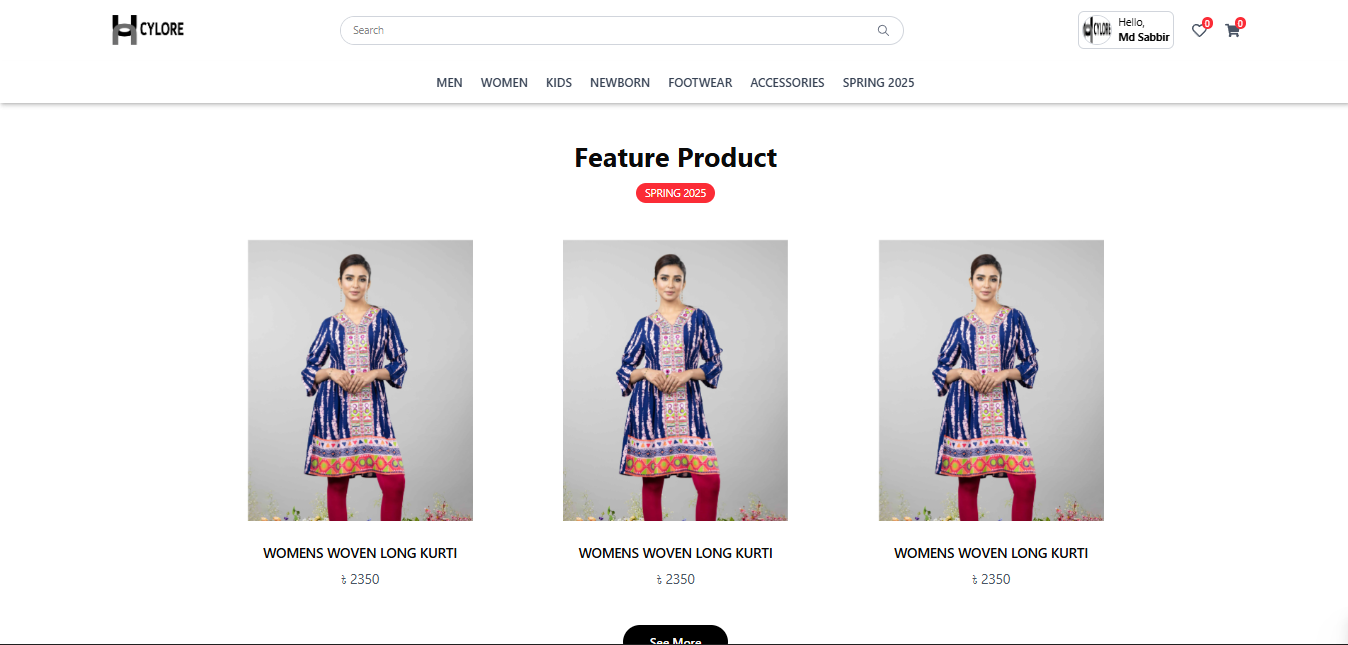 CYLORE
Search
CYLORE
Hello,
Md Sabbir
0
0
MEN WOMEN KIDS NEWBORN FOOTWEAR ACCESSORIES SPRING 2025
Feature Product
SPRING 2025
WOMENS WOVEN LONG KURTI WOMENS WOVEN LONG KURTI WOMENS WOVEN LONG KURTI
৳ 2350 ৳ 2350 ৳ 2350
See More